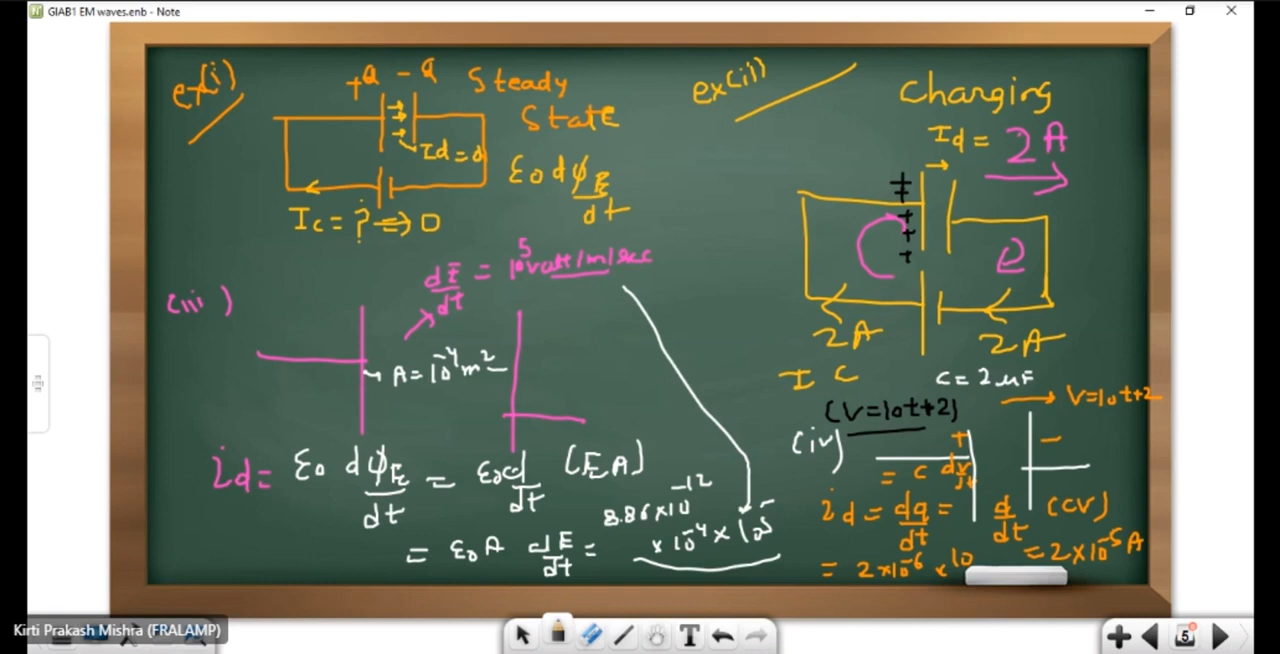 GIAB1 EM waves.enb - Note
ex(i)
+Q - Q Steady
State
Id=0
ε0 dφE
dt
Ic = ? ⇒ 0
ex(ii)
Charging
Id = 2A
+
+
+
+
+
2A
2A
I C
C = 2 μF
(iii)
dE = 10^5 vatt/m/sec
dt
A = 10^-4 m^2
id = ε0 dφE = ε0 d (EA)
dt dt
= ε0 A dE =
dt
8.86×10^-12
× 10^-4 × 10^5
(V=10t+2)
V=10t+2
(iv)
+ -
= C dv
dt
id = dq = d (CV)
dt dt
= 2×10^-6 × 10
= 2×10^-5 A
Kirti Prakash Mishra (FRALAMP)
T
5